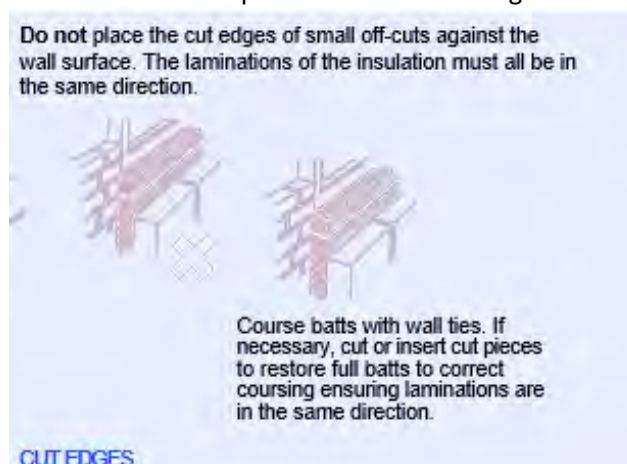 Do not place the cut edges of small off-cuts against the
wall surface. The laminations of the insulation must all be in
the same direction.
Course batts with wall ties. If
necessary, cut or insert cut pieces
to restore full batts to correct
coursing ensuring laminations are
in the same direction.
CUT EDGES